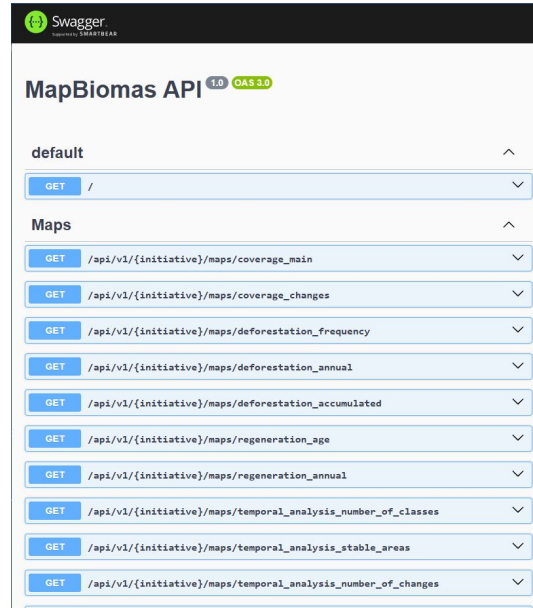 {··} Swagger.
Supported by SMARTBEAR
MapBiomas API 1.0 OAS 3.0
default
GET /
Maps
GET /api/v1/{initiative}/maps/coverage_main
GET /api/v1/{initiative}/maps/coverage_changes
GET /api/v1/{initiative}/maps/deforestation_frequency
GET /api/v1/{initiative}/maps/deforestation_annual
GET /api/v1/{initiative}/maps/deforestation_accumulated
GET /api/v1/{initiative}/maps/regeneration_age
GET /api/v1/{initiative}/maps/regeneration_annual
GET /api/v1/{initiative}/maps/temporal_analysis_number_of_classes
GET /api/v1/{initiative}/maps/temporal_analysis_stable_areas
GET /api/v1/{initiative}/maps/temporal_analysis_number_of_changes